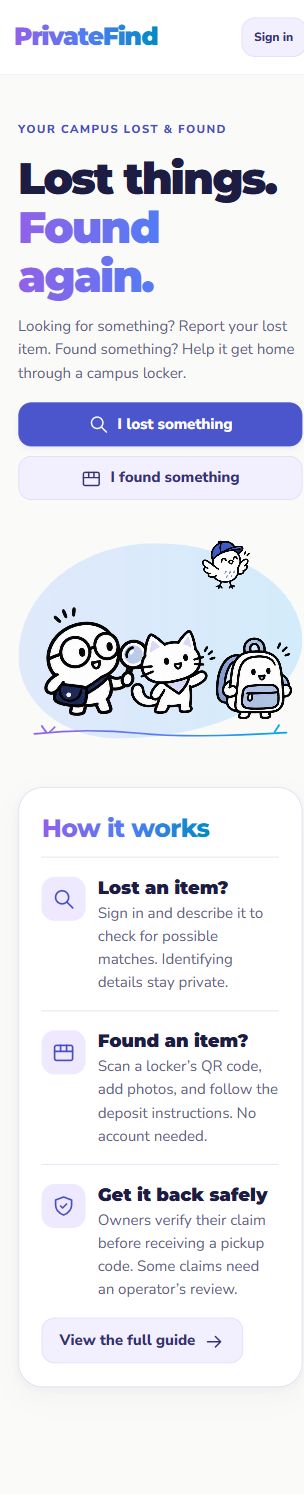 PrivateFind
Sign in
YOUR CAMPUS LOST & FOUND
Lost things.
Found
again.
Looking for something? Report your lost
item. Found something? Help it get home
through a campus locker.
I lost something
I found something
How it works
Lost an item?
Sign in and describe it to
check for possible
matches. Identifying
details stay private.
Found an item?
Scan a locker’s QR code,
add photos, and follow the
deposit instructions. No
account needed.
Get it back safely
Owners verify their claim
before receiving a pickup
code. Some claims need
an operator’s review.
View the full guide →